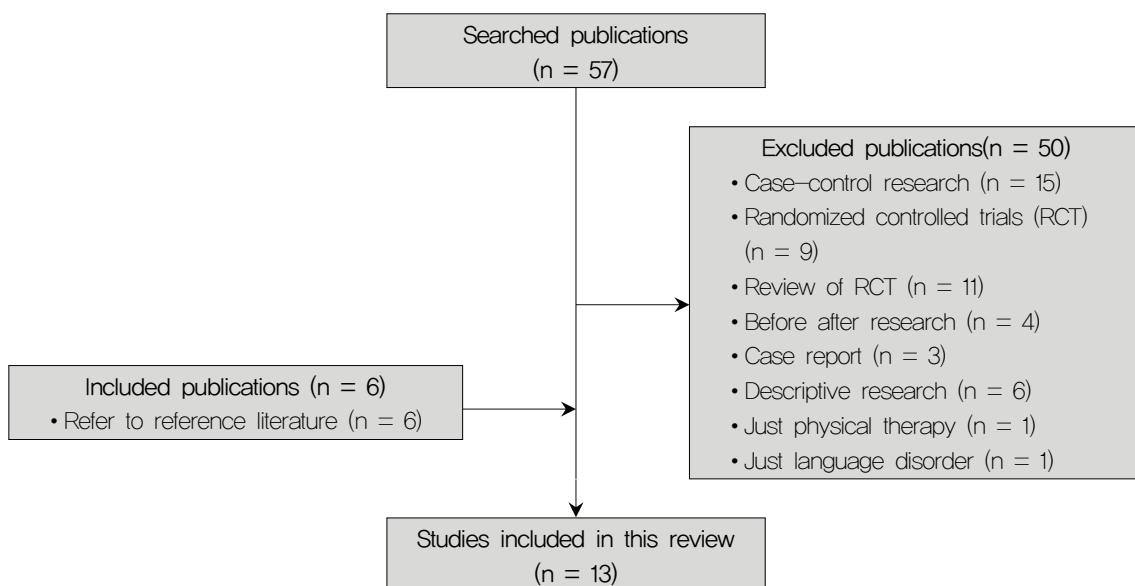 Searched publications
(n = 57)
Excluded publications(n = 50)
• Case-control research (n = 15)
• Randomized controlled trials (RCT)
(n = 9)
• Review of RCT (n = 11)
• Before after research (n = 4)
• Case report (n = 3)
• Descriptive research (n = 6)
• Just physical therapy (n = 1)
• Just language disorder (n = 1)
Included publications (n = 6)
• Refer to reference literature (n = 6)
Studies included in this review
(n = 13)